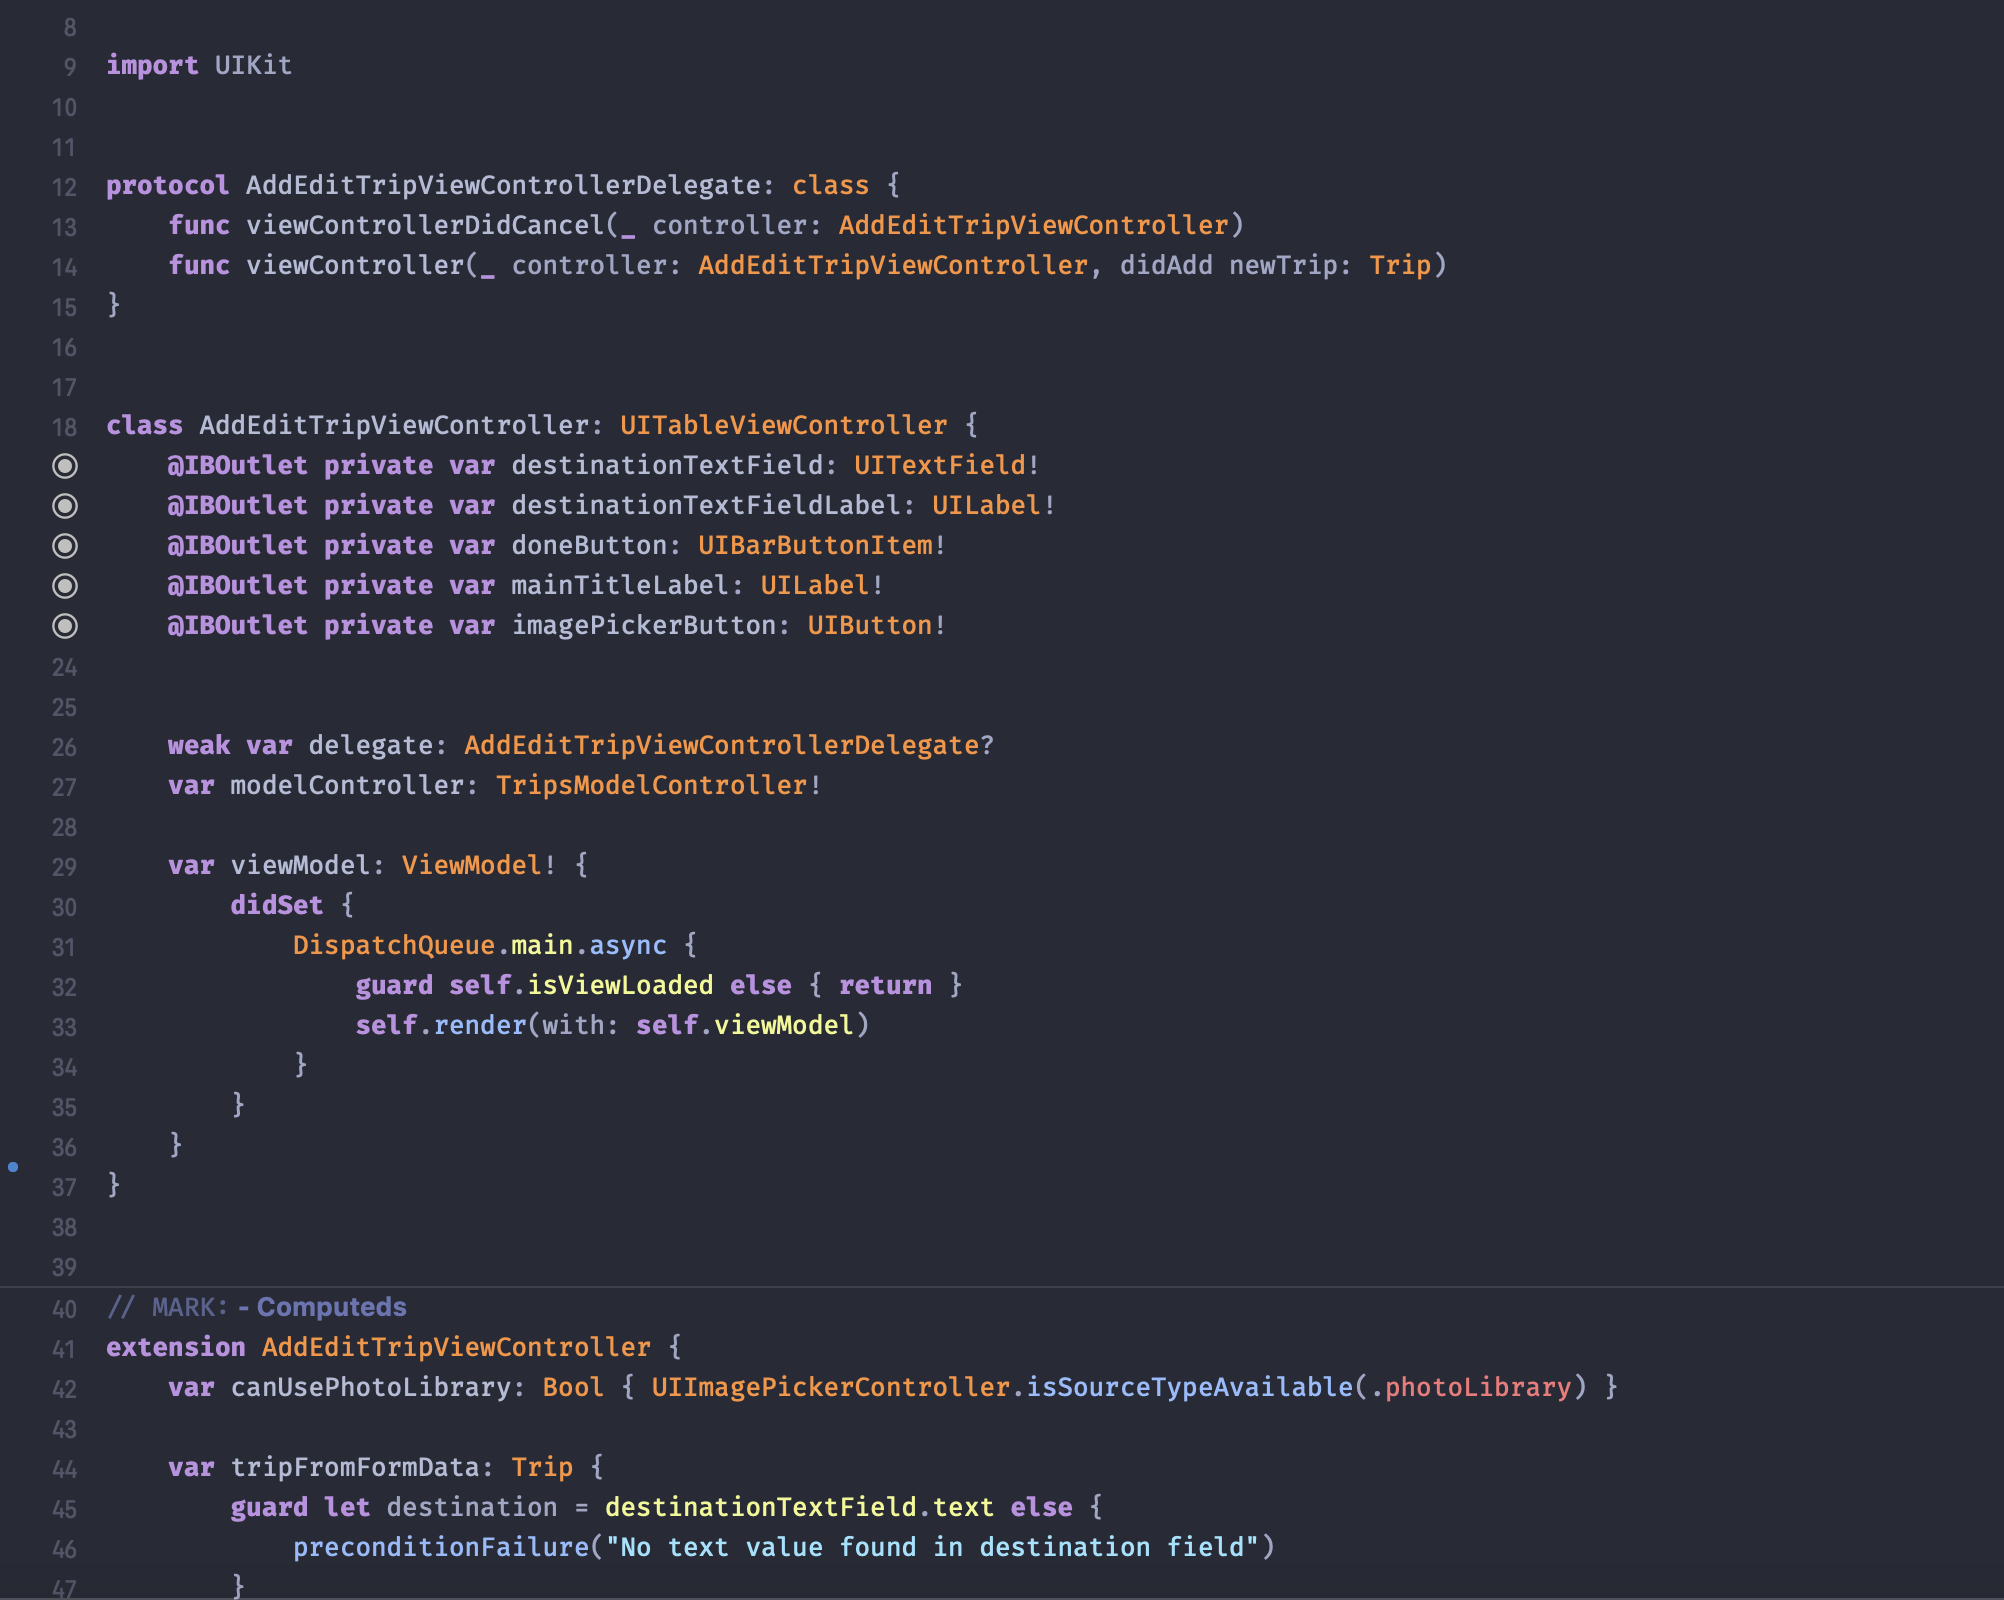 8
9 import UIKit
10
11
12 protocol AddEditTripViewControllerDelegate: class {
13     func viewControllerDidCancel(_ controller: AddEditTripViewController)
14     func viewController(_ controller: AddEditTripViewController, didAdd newTrip: Trip)
15 }
16
17
18 class AddEditTripViewController: UITableViewController {
    @IBOutlet private var destinationTextField: UITextField!
    @IBOutlet private var destinationTextFieldLabel: UILabel!
    @IBOutlet private var doneButton: UIBarButtonItem!
    @IBOutlet private var mainTitleLabel: UILabel!
    @IBOutlet private var imagePickerButton: UIButton!
24
25
26     weak var delegate: AddEditTripViewControllerDelegate?
27     var modelController: TripsModelController!
28
29     var viewModel: ViewModel! {
30         didSet {
31             DispatchQueue.main.async {
32                 guard self.isViewLoaded else { return }
33                 self.render(with: self.viewModel)
34             }
35         }
36     }
37 }
38
39
40 // MARK: - Computeds
41 extension AddEditTripViewController {
42     var canUsePhotoLibrary: Bool { UIImagePickerController.isSourceTypeAvailable(.photoLibrary) }
43
44     var tripFromFormData: Trip {
45         guard let destination = destinationTextField.text else {
46             preconditionFailure("No text value found in destination field")
47         }